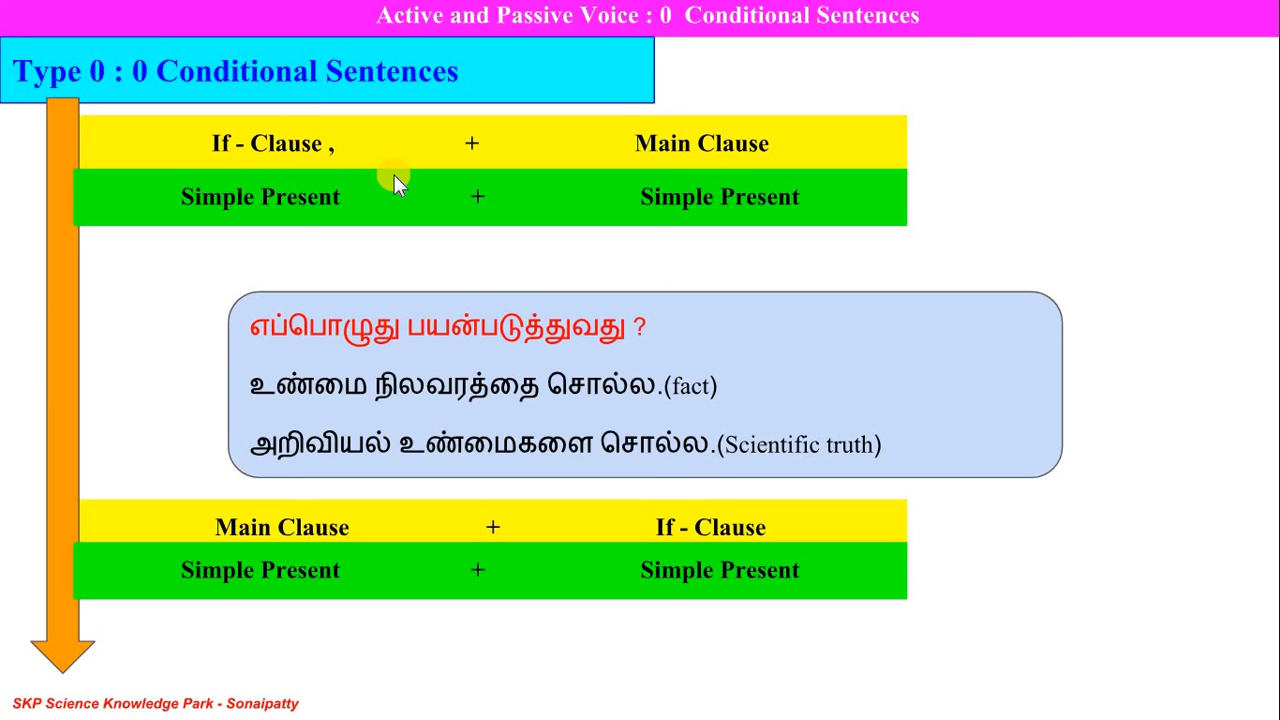 Active and Passive Voice : 0 Conditional Sentences
Type 0 : 0 Conditional Sentences
If - Clause , + Main Clause
Simple Present + Simple Present
எப்பொழுது பயன்படுத்துவது ?
உண்மை நிலவரத்தை சொல்ல.(fact)
அறிவியல் உண்மைகளை சொல்ல.(Scientific truth)
Main Clause + If - Clause
Simple Present + Simple Present
SKP Science Knowledge Park - Sonaipatty